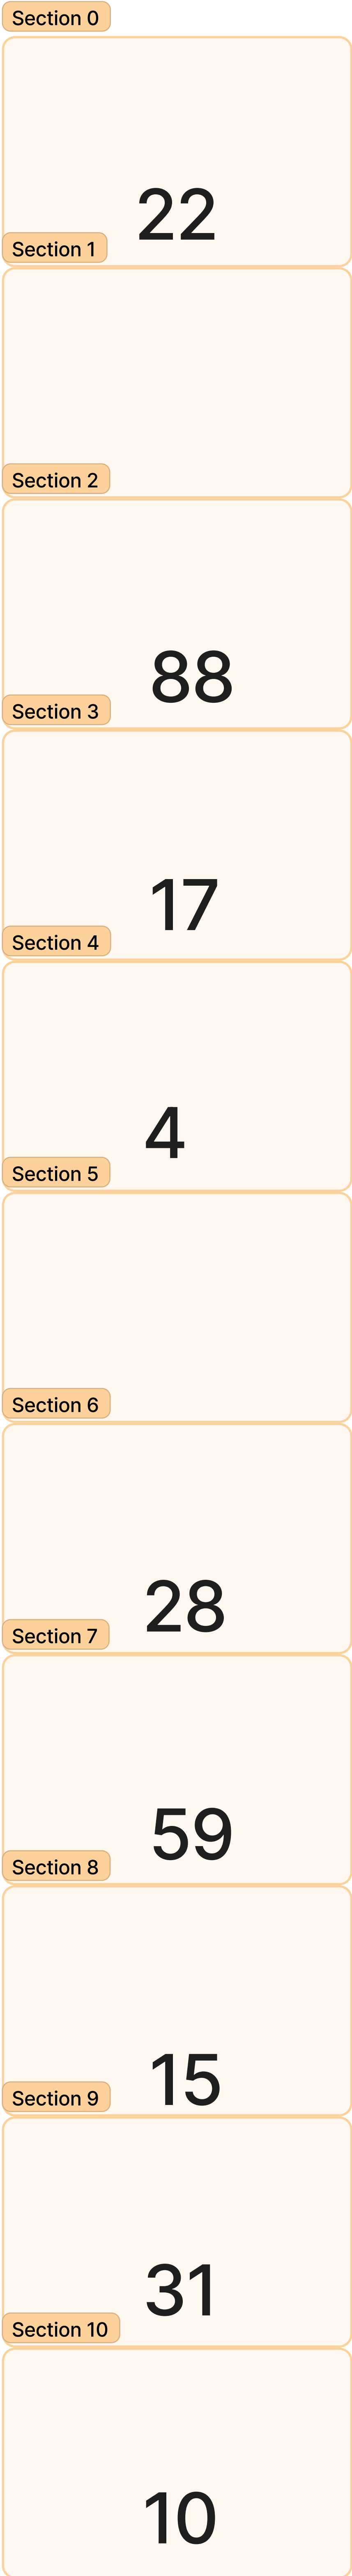 Section 0
22
Section 1
Section 2
88
Section 3
17
Section 4
4
Section 5
Section 6
28
Section 7
59
Section 8
15
Section 9
31
Section 10
10